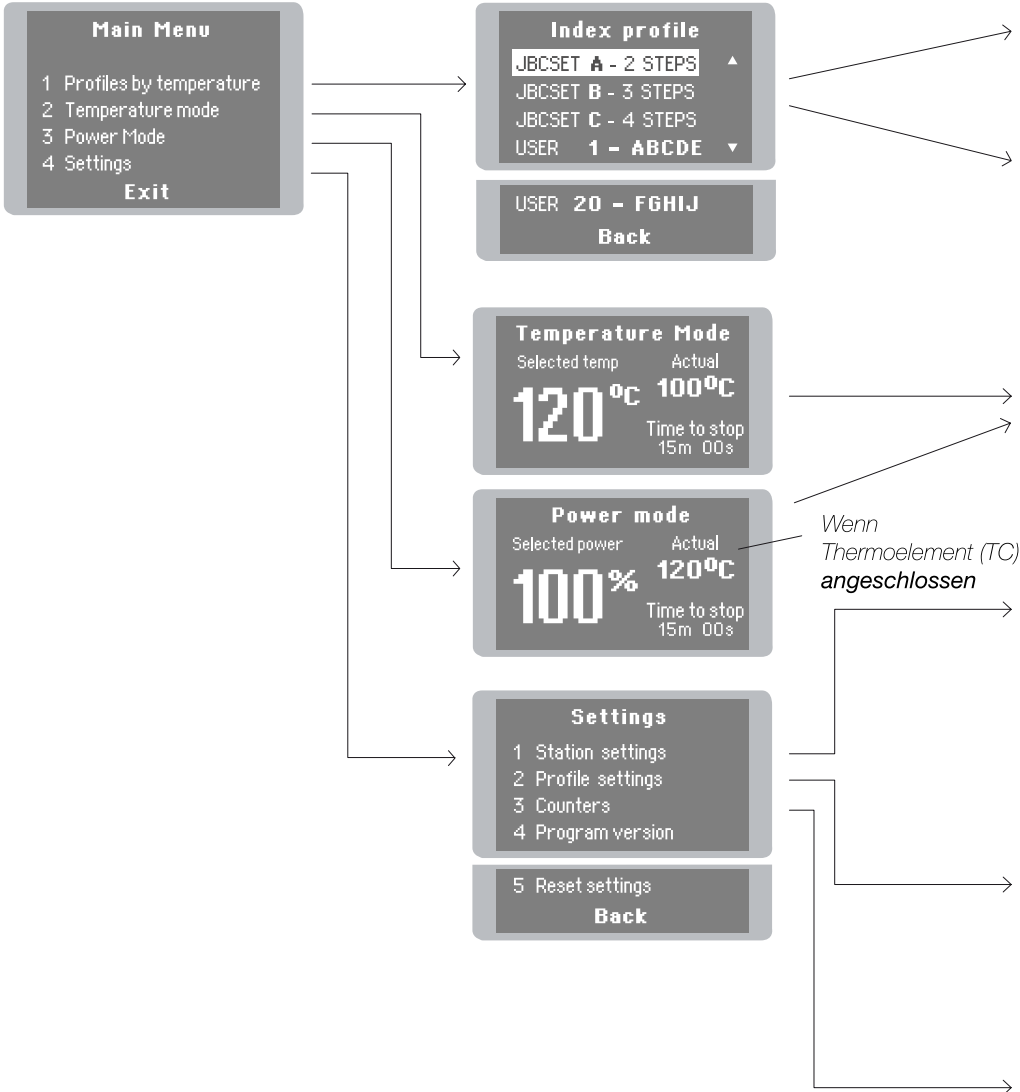 Main Menu
1 Profiles by temperature
2 Temperature mode
3 Power Mode
4 Settings
Exit
Index profile
JBCSET A - 2 STEPS ▲
JBCSET B - 3 STEPS
JBCSET C - 4 STEPS
USER 1 - ABCDE ▼
USER 20 - FGHIJ
Back
Temperature Mode
Selected temp Actual
120ºC 100ºC
Time to stop
15m 00s
Power mode
Selected power Actual
100% 120ºC
Time to stop
15m 00s
Wenn
Thermoelement (TC)
angeschlossen
Settings
1 Station settings
2 Profile settings
3 Counters
4 Program version
5 Reset settings
Back